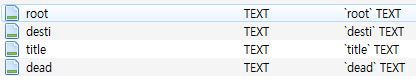 root TEXT `root` TEXT
desti TEXT `desti` TEXT
title TEXT `title` TEXT
dead TEXT `dead` TEXT